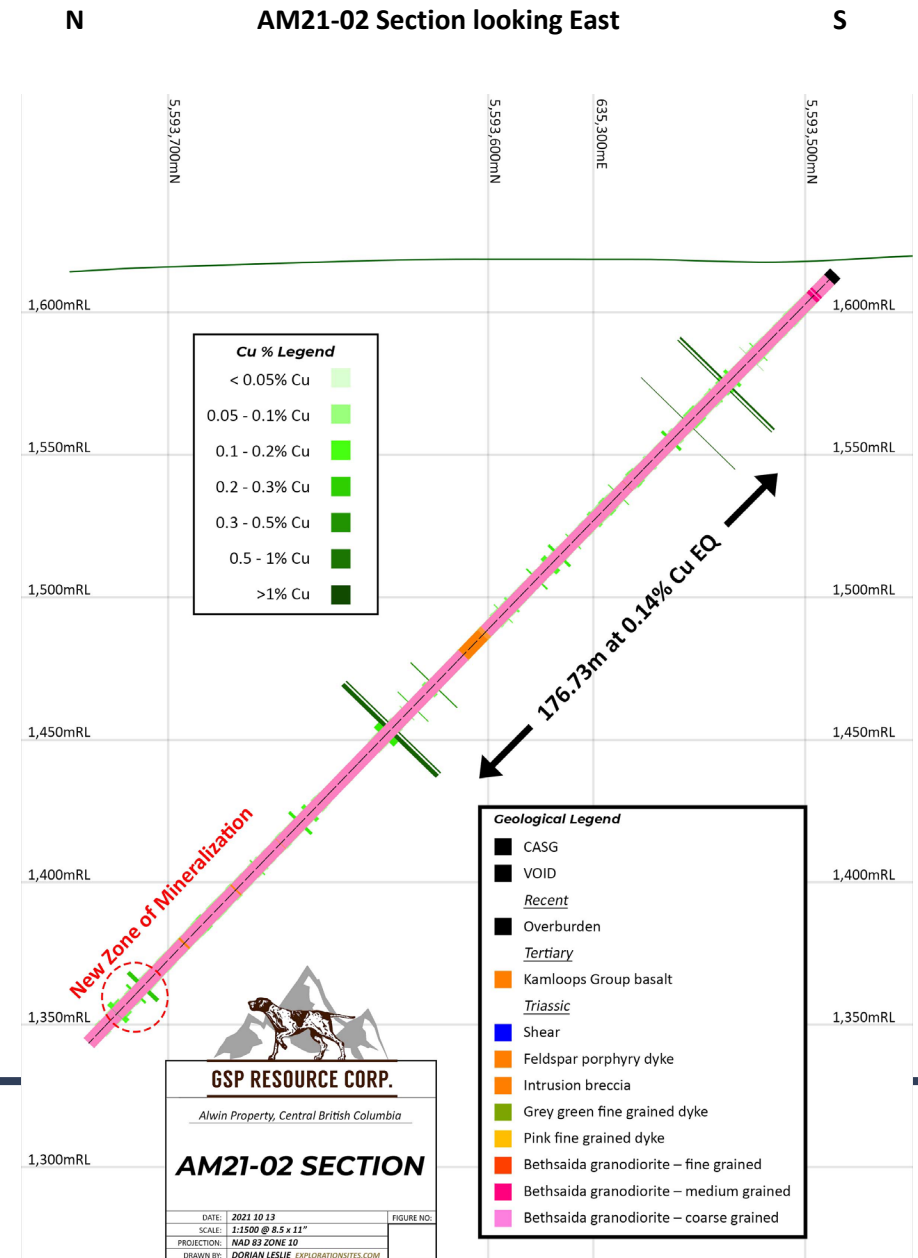 N AM21-02 Section looking East S
5,593,700mN
5,593,600mN
635,300mE
5,593,500mN
1,600mRL 1,600mRL
Cu % Legend
< 0.05% Cu
0.05 - 0.1% Cu
0.1 - 0.2% Cu
0.2 - 0.3% Cu
0.3 - 0.5% Cu
0.5 - 1% Cu
>1% Cu
1,550mRL 1,550mRL
1,500mRL 1,500mRL
176.73m at 0.14% Cu EQ
1,450mRL 1,450mRL
1,400mRL 1,400mRL
New Zone of Mineralization
1,350mRL 1,350mRL
1,300mRL
Geological Legend
CASG
VOID
Recent
Overburden
Tertiary
Kamloops Group basalt
Triassic
Shear
Feldspar porphyry dyke
Intrusion breccia
Grey green fine grained dyke
Pink fine grained dyke
Bethsaida granodiorite – fine grained
Bethsaida granodiorite – medium grained
Bethsaida granodiorite – coarse grained
GSP RESOURCE CORP.
Alwin Property, Central British Columbia
AM21-02 SECTION
DATE: 2021 10 13 FIGURE NO:
SCALE: 1:1500 @ 8.5 x 11"
PROJECTION: NAD 83 ZONE 10
DRAWN BY: DORIAN LESLIE EXPLORATIONSITES.COM